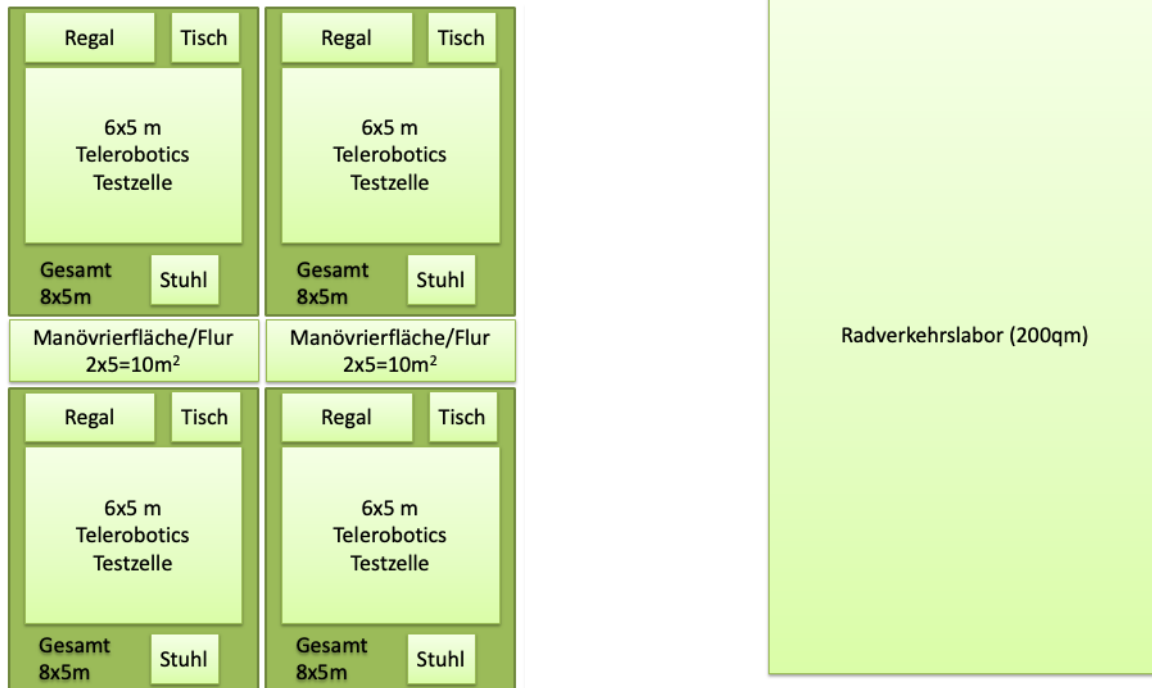 Regal
Tisch
6x5 m
Telerobotics
Testzelle
Gesamt
8x5m
Stuhl
Regal
Tisch
6x5 m
Telerobotics
Testzelle
Gesamt
8x5m
Stuhl
Manövrierfläche/Flur
2x5=10m²
Manövrierfläche/Flur
2x5=10m²
Regal
Tisch
6x5 m
Telerobotics
Testzelle
Gesamt
8x5m
Stuhl
Regal
Tisch
6x5 m
Telerobotics
Testzelle
Gesamt
8x5m
Stuhl
Radverkehrslabor (200qm)